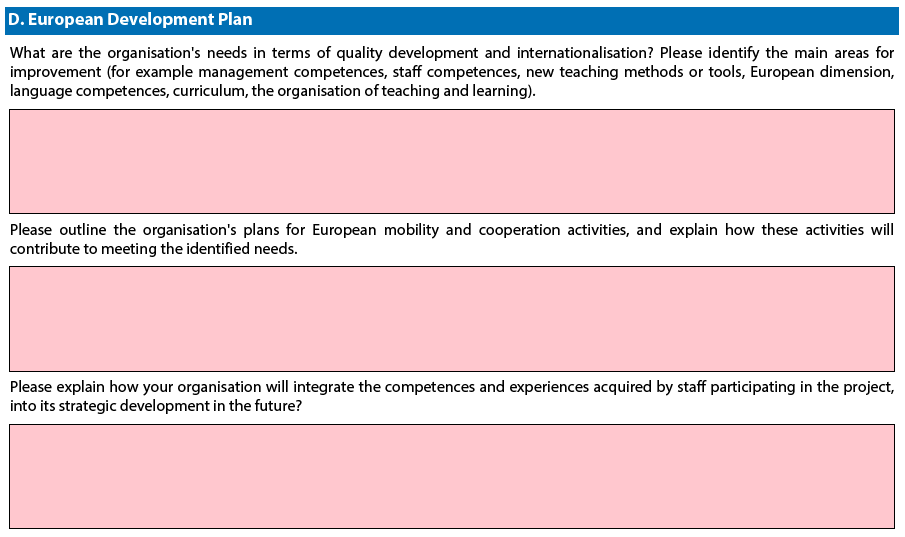 D. European Development Plan
What are the organisation's needs in terms of quality development and internationalisation? Please identify the main areas for
improvement (for example management competences, staff competences, new teaching methods or tools, European dimension,
language competences, curriculum, the organisation of teaching and learning).
Please outline the organisation's plans for European mobility and cooperation activities, and explain how these activities will
contribute to meeting the identified needs.
Please explain how your organisation will integrate the competences and experiences acquired by staff participating in the project,
into its strategic development in the future?